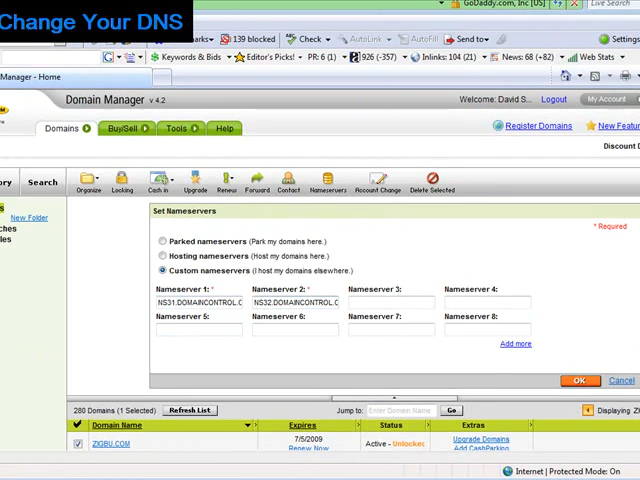 Change Your DNS
GoDaddy.com, Inc [US]
Live Search
139 blocked
Check
AutoLink
AutoFill
Send to
Settings
Keywords & Bids
Editor's Picks!
PR: 6 (1)
926 (-357)
Inlinks: 104 (21)
News: 68 (+82)
Web Stats
Manager - Home
Domain Manager v 4.2
Welcome: David S...
Logout
My Account
Domains
Buy/Sell
Tools
Help
Register Domains
New Featur
Discount D
ory
Search
Organize
Locking
Cash in
Upgrade
Renew
Forward
Contact
Nameservers
Account Change
Delete Selected
s
New Folder
rches
les
Set Nameservers
* Required
Parked nameservers (Park my domains here.)
Hosting nameservers (Host my domains here.)
Custom nameservers (I host my domains elsewhere.)
Nameserver 1: * Nameserver 2: * Nameserver 3: Nameserver 4:
NS31.DOMAINCONTROL.C NS32.DOMAINCONTROL.C
Nameserver 5: Nameserver 6: Nameserver 7: Nameserver 8:
Add more
OK Cancel
280 Domains (1 Selected) Refresh List Jump to: Enter Domain Name Go Displaying
Domain Name Expires Status Extras
ZIGBU.COM 7/5/2009 Active - Unlocked Upgrade Domains
Renew Now Add CashParking
Internet | Protected Mode: On